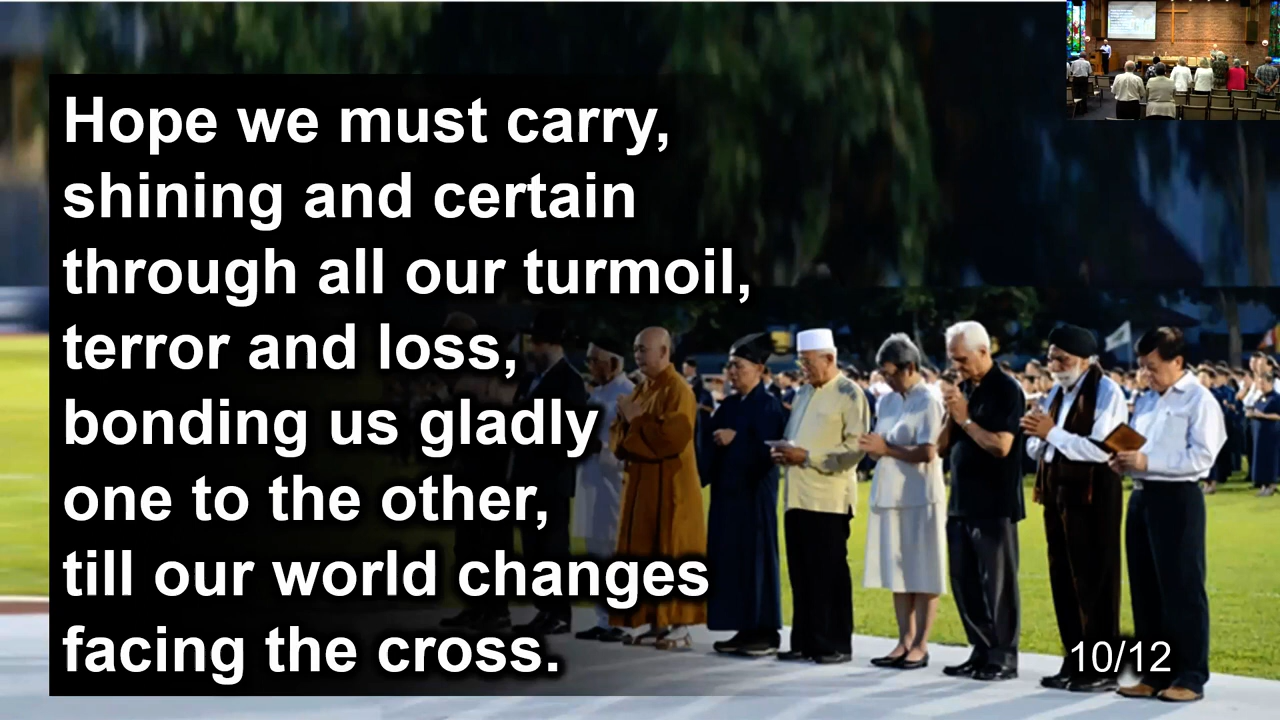 Hope we must carry,
shining and certain
through all our turmoil,
terror and loss,
bonding us gladly
one to the other,
till our world changes
facing the cross.
10/12